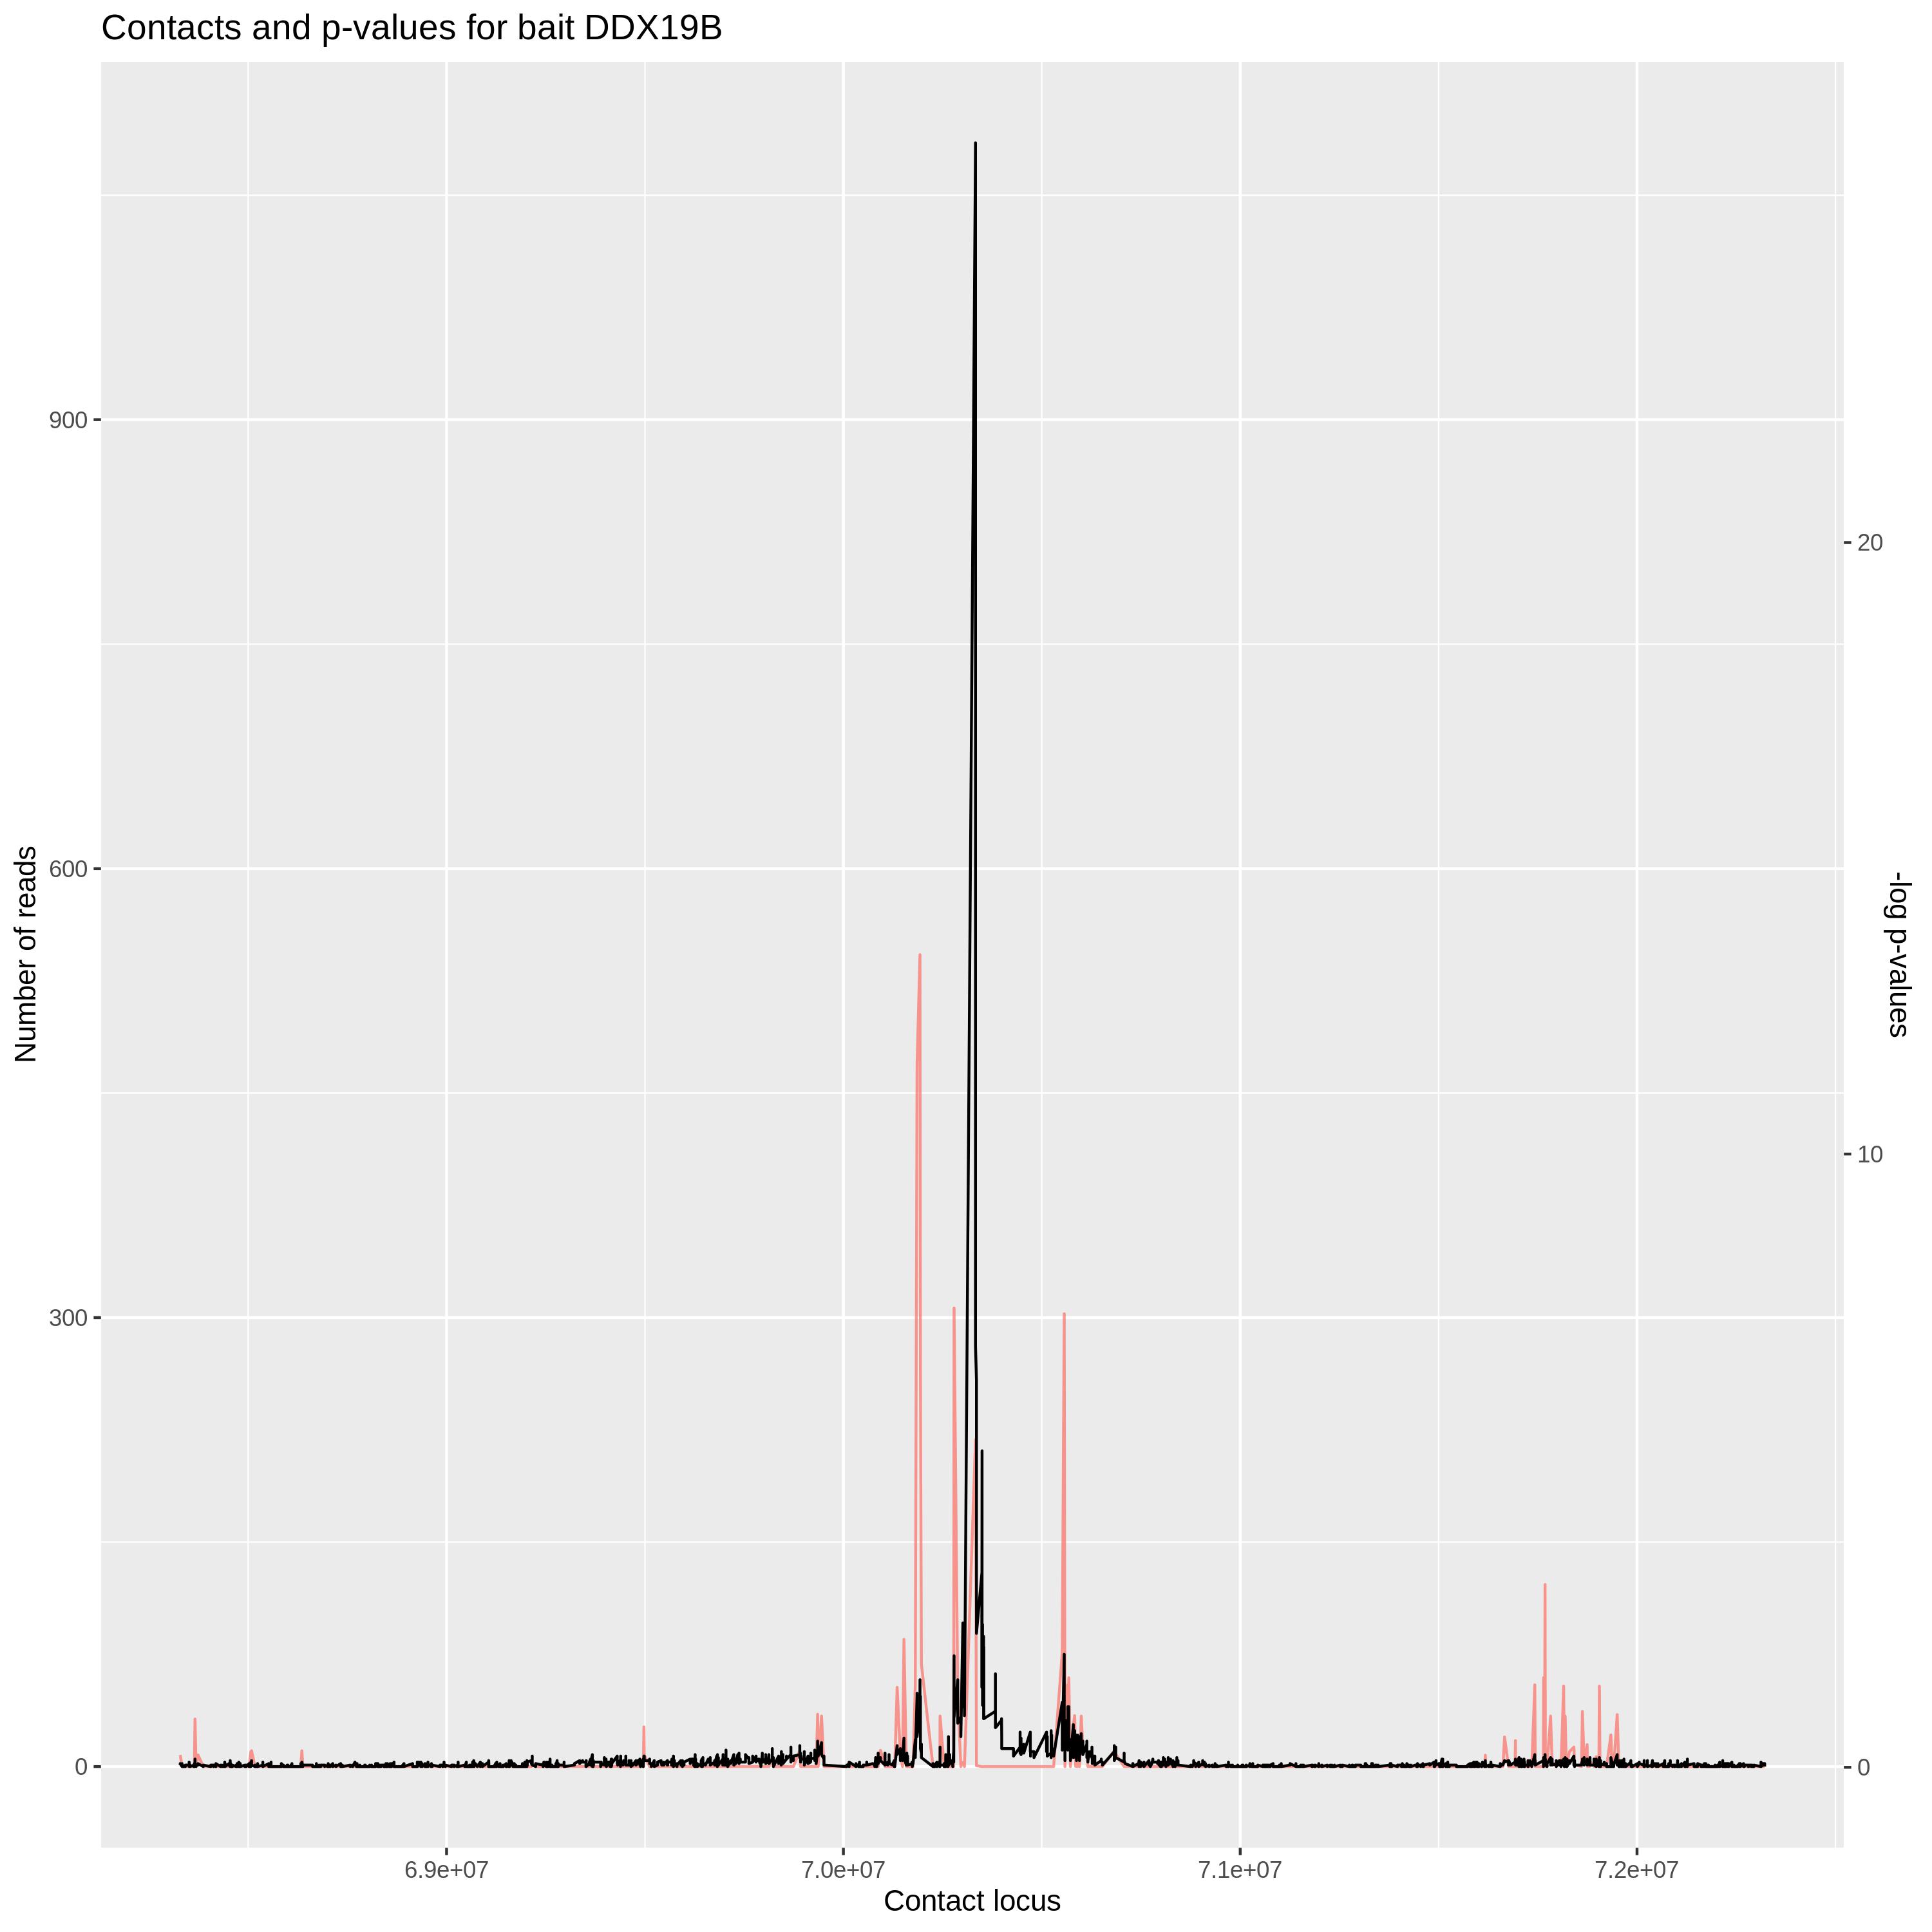 Contacts and p-values for bait DDX19B
900
600
300
0
Number of reads
20
10
0
-log p-values
6.9e+07
7.0e+07
7.1e+07
7.2e+07
Contact locus